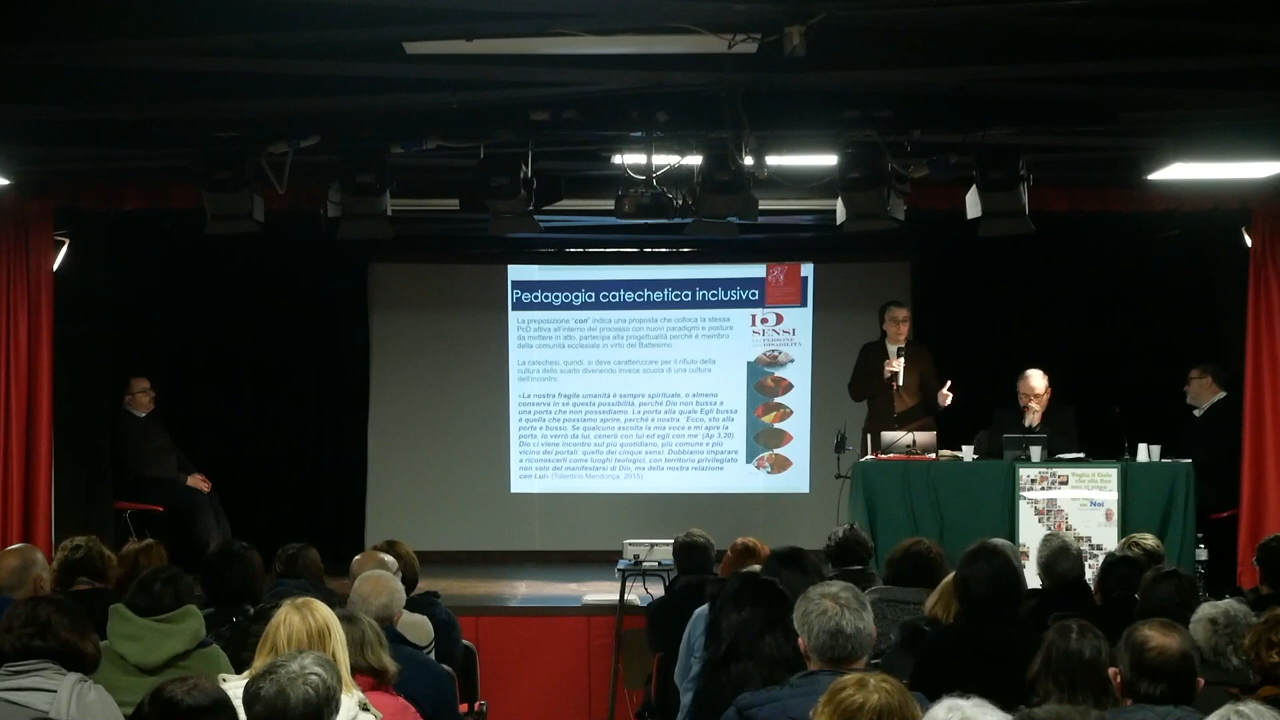 Pedagogia catechetica inclusiva
La preposizione "con" indica una proposta che colloca la stessa
PcD attiva all'interno del processo con nuovi paradigmi e posture
da mettere in atto, partecipa alla progettualità perché è membro
della comunità ecclesiale in virtù del Battesimo.
La catechesi, quindi, si deve caratterizzare per il rifiuto della
cultura dello scarto divenendo invece scuola di una cultura
dell'incontro.
«La nostra fragile umanità è sempre spirituale, o almeno
conserva in sé questa possibilità, perché Dio non bussa a
una porta che non possediamo. La porta alla quale Egli bussa
è quella che possiamo aprire, perché è nostra. 'Ecco, sto alla
porta e busso. Se qualcuno ascolta la mia voce e mi apre la
porta, io verrò da lui, cenerò con lui ed egli con me' (Ap 3,20).
Dio ci viene incontro sul più quotidiano, più comune e più
vicino dei portali: quello dei cinque sensi. Dobbiamo imparare
a riconoscerli come luoghi teologici, con territorio privilegiato
non solo del manifestarsi di Dio, ma della nostra relazione
con Lui» (Tolentino Mendonça, 2015)
I 5
SENSI
PERSONE
DISABILITÀ
Voglio il Cielo
che alla fine
Noi